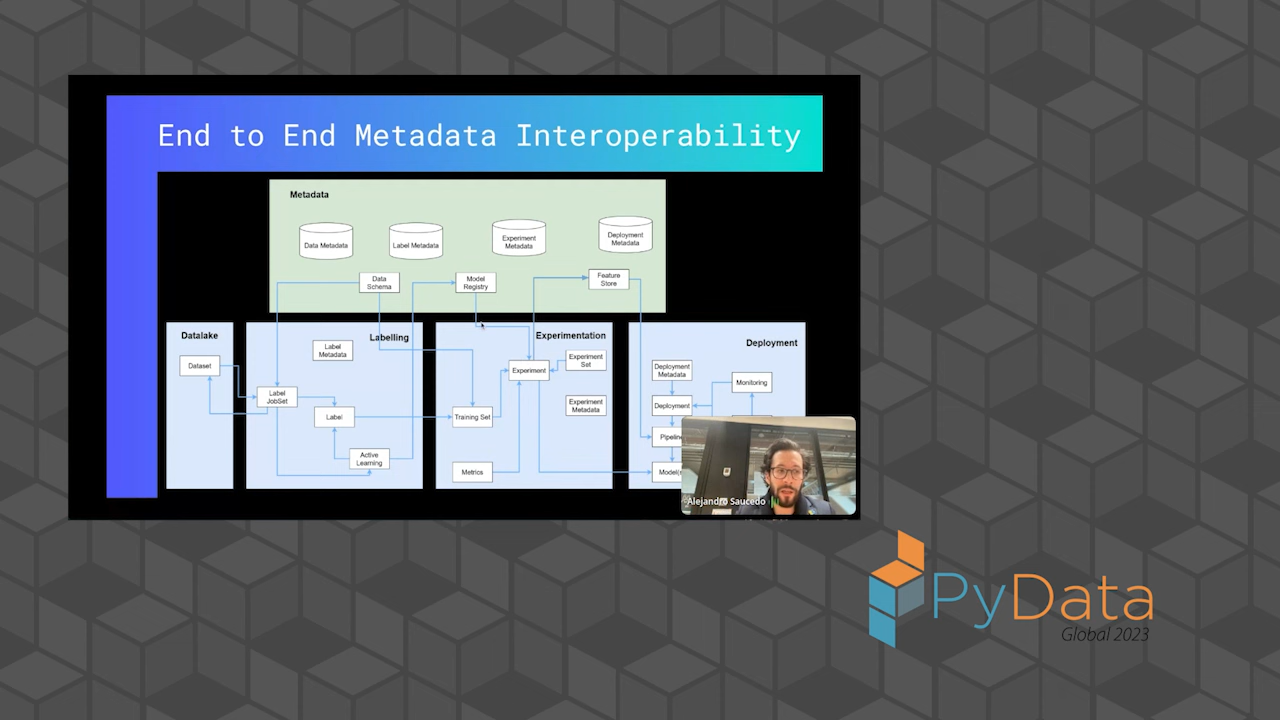 End to End Metadata Interoperability
Metadata
Data Metadata
Label Metadata
Experiment
Metadata
Deployment
Metadata
Data
Schema
Model
Registry
Feature
Store
Datalake
Dataset
Labelling
Label
Metadata
Label
JobSet
Label
Active
Learning
Experimentation
Experiment
Experiment
Set
Experiment
Metadata
Training Set
Metrics
Deployment
Deployment
Metadata
Monitoring
Deployment
Alejandro Saucedo
PyData
Global 2023